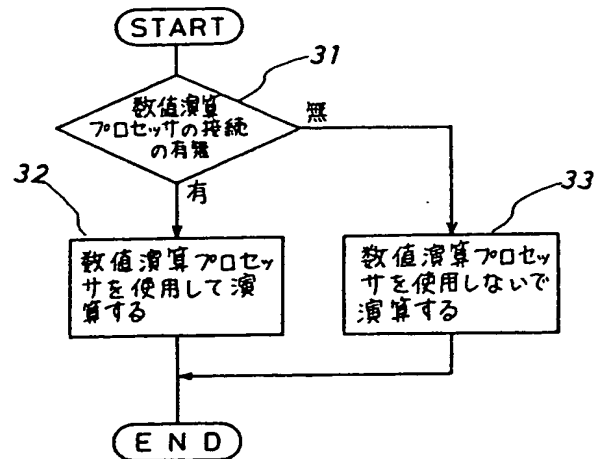 START
31
数値演算
プロセッサの接続
の有無
無
32
有
33
数値演算プロセッ
サを使用して演
算する
数値演算プロセッ
サを使用しないで
演算する
END